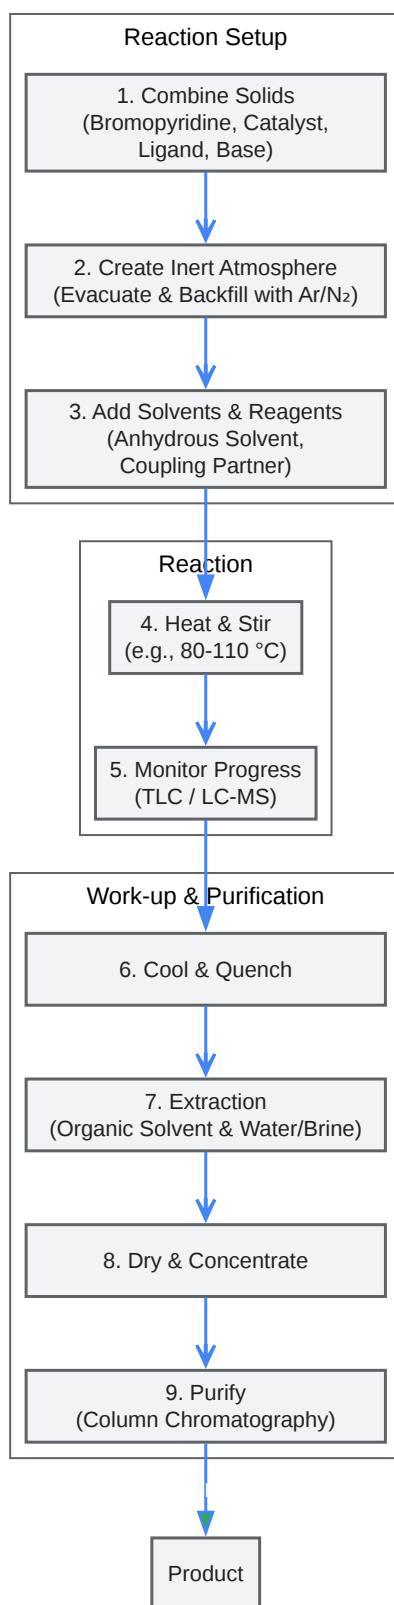 Reaction Setup
1. Combine Solids
(Bromopyridine, Catalyst,
Ligand, Base)
2. Create Inert Atmosphere
(Evacuate & Backfill with Ar/N₂)
3. Add Solvents & Reagents
(Anhydrous Solvent,
Coupling Partner)
Reaction
4. Heat & Stir
(e.g., 80-110 °C)
5. Monitor Progress
(TLC / LC-MS)
Work-up & Purification
6. Cool & Quench
7. Extraction
(Organic Solvent & Water/Brine)
8. Dry & Concentrate
9. Purify
(Column Chromatography)
Product